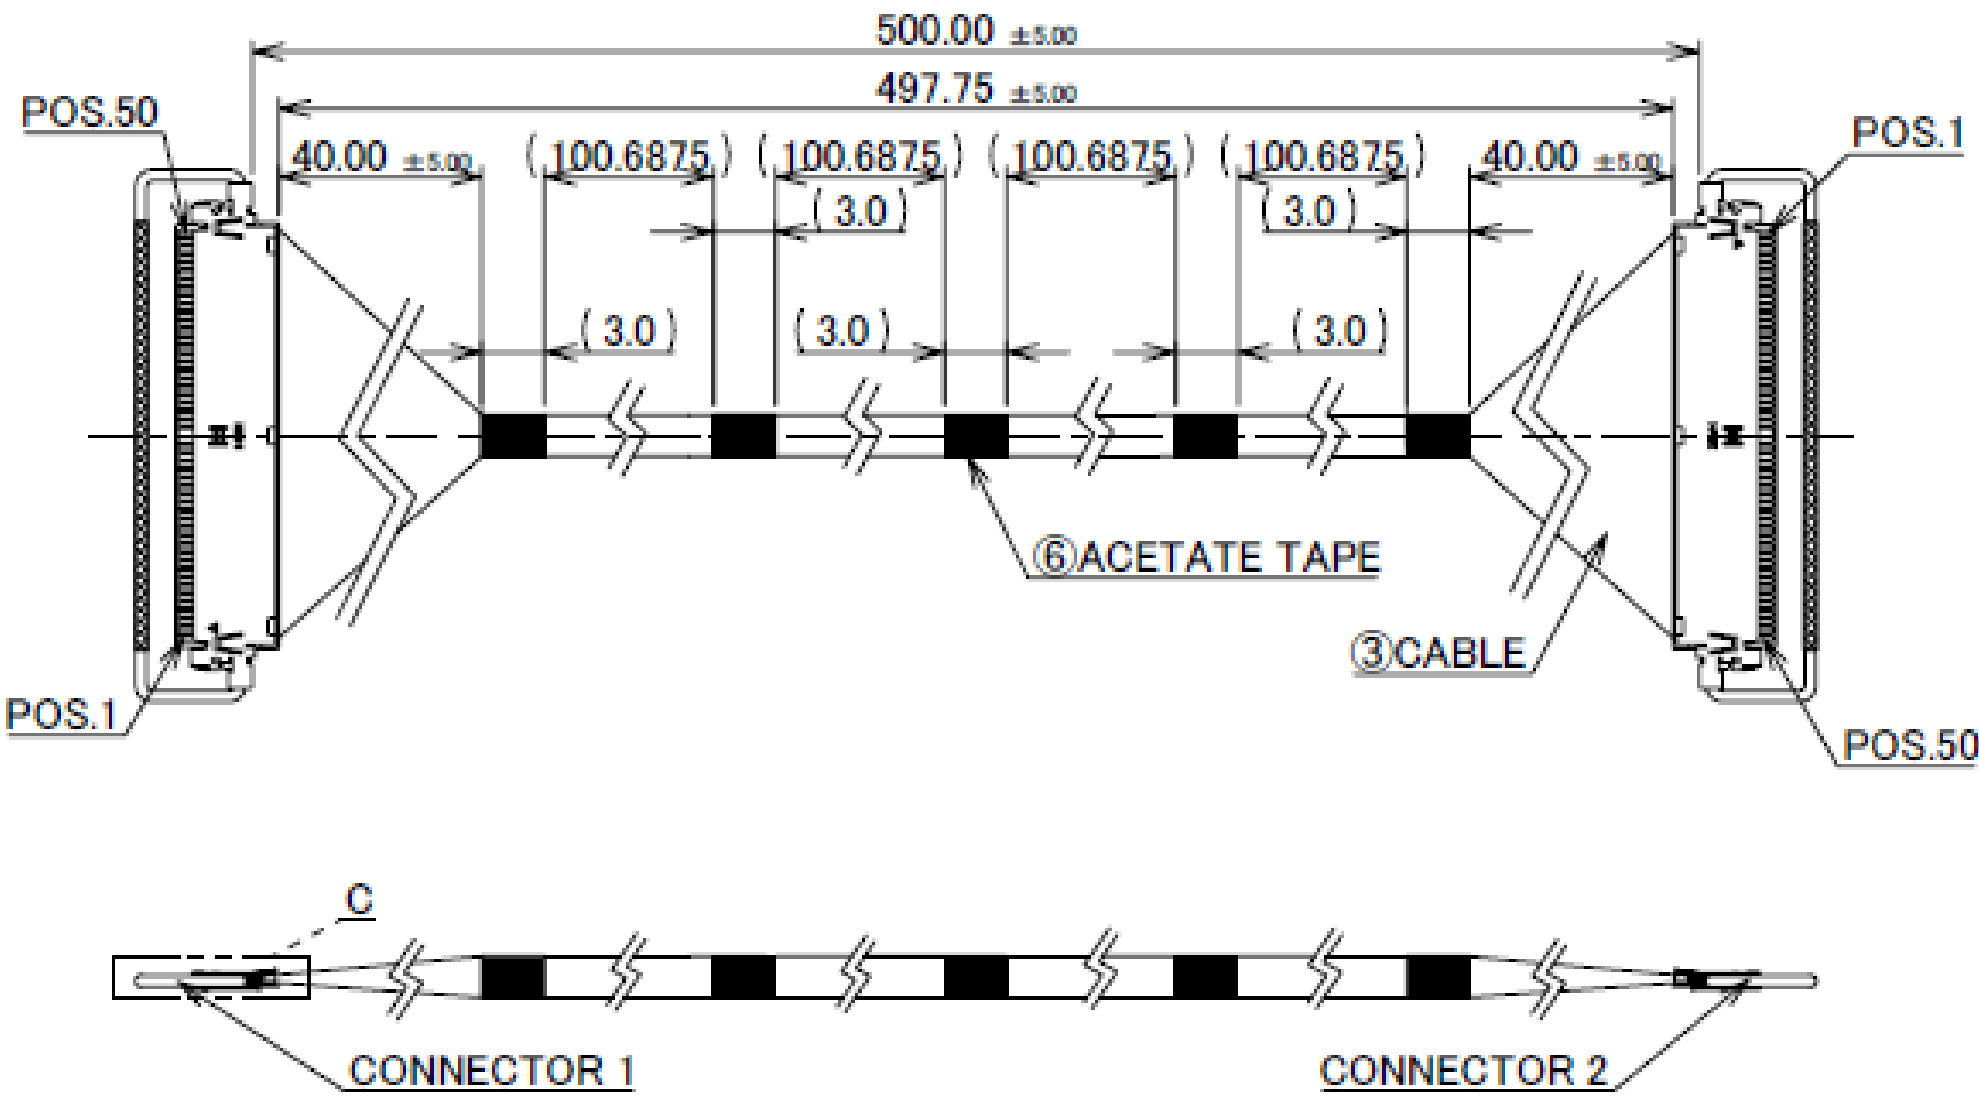 500.00 ±5.00
497.75 ±5.00
POS.50
POS.1
40.00 ±5.00 (100.6875) (100.6875) (100.6875) (100.6875) 40.00 ±5.00
(3.0) (3.0)
(3.0) (3.0) (3.0)
⑥ACETATE TAPE
③CABLE
POS.1
POS.50
C
CONNECTOR 1
CONNECTOR 2